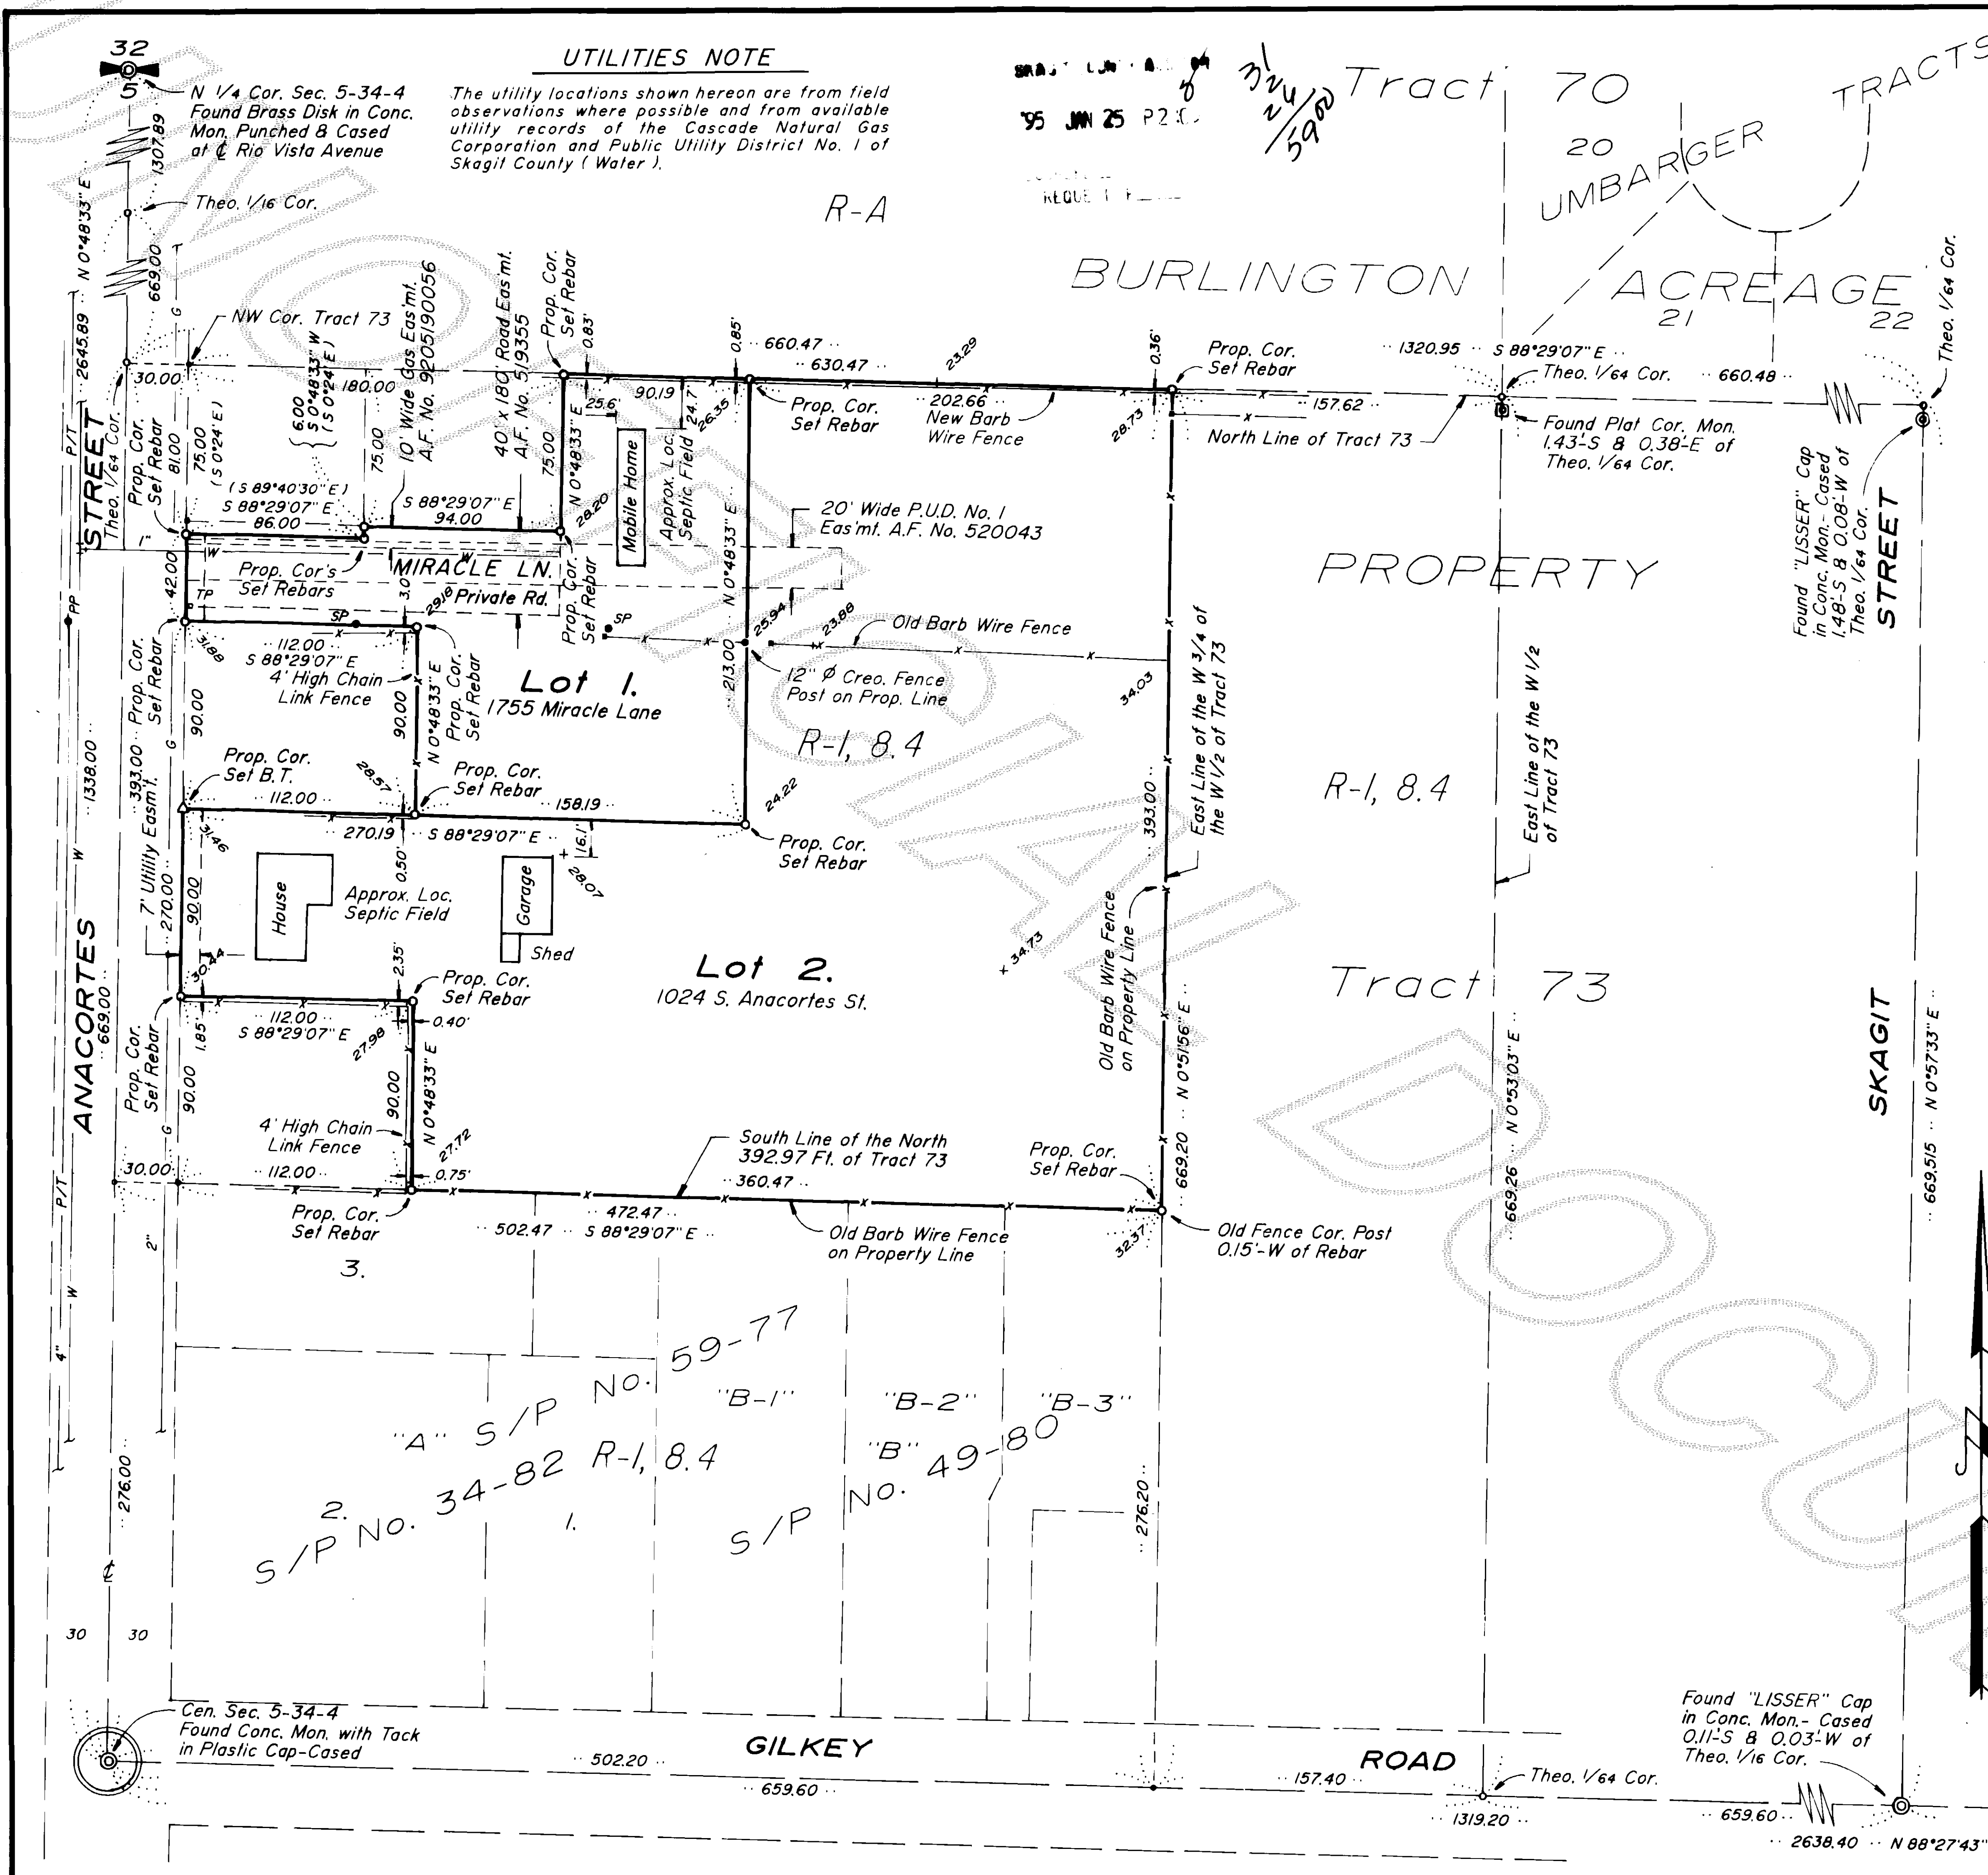 32
5
N 1/4 Cor. Sec. 5-34-4
Found Brass Disk in Conc.
Mon. Punched & Cased
at ℄ Rio Vista Avenue
UTILITIES NOTE
The utility locations shown hereon are from field
observations where possible and from available
utility records of the Cascade Natural Gas
Corporation and Public Utility District No. 1 of
Skagit County ( Water ).
'95 JAN 25 P2:
Tract 70
20
UMBARGER
TRACTS
R-A
BURLINGTON
ACREAGE
21
22
PROPERTY
Theo. 1/16 Cor.
·· 1307.89
·· 2645.89 ·· N 0°48'33" E
669.00 ··
G
P/T
NW Cor. Tract 73
30.00
180.00
6.00
S 0°48'33" W
( S 0°24' E )
10' Wide Gas Eas'mt.
A.F. No. 9205190056
40' x 180' Road Eas'mt.
A.F. No. 519355
Prop. Cor.
Set Rebar
0.83'
0.85'
·· 660.47 ··
·· 630.47 ··
23.29
0.36'
Prop. Cor.
Set Rebar
·· 1320.95 ·· S 88°29'07" E ··
Theo. 1/64 Cor.
·· 660.48 ··
Theo. 1/64 Cor.
STREET
Theo. 1/64 Cor.
Prop. Cor.
Set Rebar
81.00
75.00
( S 0°24' E )
75.00
75.00
N 0°48'33" E
25.6'
90.19
24.7'
26.35
Prop. Cor.
Set Rebar
·· 202.66 ··
New Barb
Wire Fence
28.73
·· 157.62 ··
North Line of Tract 73
Found Plat Cor. Mon.
1.43'-S & 0.38'-E of
Theo. 1/64 Cor.
Found "LISSER" Cap
in Conc. Mon.- Cased
1.48'-S & 0.08'-W of
Theo. 1/64 Cor.
STREET
( S 89°40'30" E )
S 88°29'07" E
86.00
S 88°29'07" E
94.00
28.20
Mobile Home
Approx. Loc.
Septic Field
N 0°48'33" E ··
20' Wide P.U.D. No. 1
Eas'mt. A.F. No. 520043
1"
W
W
MIRACLE LN.
Private Rd.
Prop. Cor's
Set Rebars
42.00
TP
3.0'
29.18
SP
Prop. Cor.
Set Rebar
SP
25.94
23.88
Old Barb Wire Fence
PP
31.88
·· 112.00 ··
S 88°29'07" E
4' High Chain
Link Fence
Prop. Cor.
Set Rebar
Lot 1.
1755 Miracle Lane
·· 213.00 ··
12" Ø Creo. Fence
Post on Prop. Line
34.03
East Line of the W 3/4 of
the W 1/2 of Tract 73
East Line of the W 1/2
of Tract 73
·· 1338.00 ··
·· 393.00 ··
Prop. Cor.
Set Rebar
90.00
G
90.00
N 0°48'33" E
R-1, 8.4
R-1, 8.4
Prop. Cor.
Set B.T.
28.57
Prop. Cor.
Set Rebar
·· 112.00 ··
·· 158.19 ··
24.22
·· 393.00 ··
31.46
·· 270.19 ·· S 88°29'07" E ··
0.50'
16.1'
28.07
Prop. Cor.
Set Rebar
W
7' Utility Easm't.
·· 270.00 ··
90.00
House
Approx. Loc.
Septic Field
Garage
Shed
Old Barb Wire Fence
on Property Line
ANACORTES
·· 669.00 ··
30.44
2.35'
Prop. Cor.
Set Rebar
Lot 2.
1024 S. Anacortes St.
34.73
Tract 73
SKAGIT
Prop. Cor.
Set Rebar
1.85'
·· 112.00 ··
S 88°29'07" E
27.98
0.40'
90.00
90.00
N 0°48'33" E
4' High Chain
Link Fence
27.72
G
South Line of the North
392.97 Ft. of Tract 73
·· 360.47 ··
Prop. Cor.
Set Rebar
·· 669.20 ·· N 0°51'56" E ··
·· 669.26 ·· N 0°53'03" E ··
·· 669.515 ·· N 0°57'33" E ··
30.00
·· 112.00 ··
0.75'
P/T
Prop. Cor.
Set Rebar
·· 472.47 ··
·· 502.47 ·· S 88°29'07" E ··
Old Barb Wire Fence
on Property Line
32.37
Old Fence Cor. Post
0.15'-W of Rebar
2"
3.
W
4"
S/P No. 59-77
"A"
"B-1"
"B-2"
"B-3"
"B"
R-1, 8.4
2.
1.
S/P No. 34-82
S/P No. 49-80
·· 276.00 ··
·· 276.20 ··
℄
30
30
Cen. Sec. 5-34-4
Found Conc. Mon. with Tack
in Plastic Cap-Cased
·· 502.20 ··
GILKEY
ROAD
·· 659.60 ··
·· 157.40 ··
Theo. 1/64 Cor.
·· 1319.20 ··
Found "LISSER" Cap
in Conc. Mon.- Cased
0.11'-S & 0.03'-W of
Theo. 1/16 Cor.
·· 659.60 ··
·· 2638.40 ·· N 88°27'43"